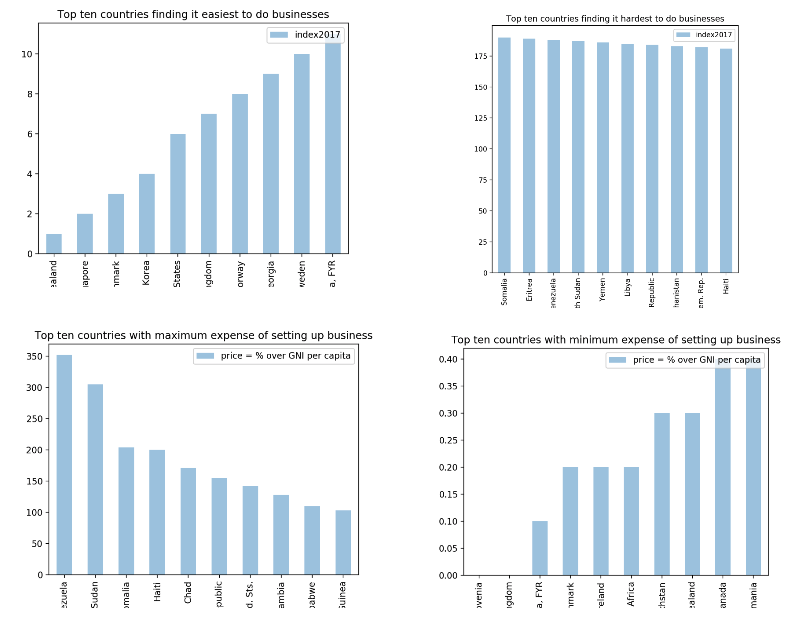 Top ten countries finding it easiest to do businesses
index2017
10
8
6
4
2
0
ealand
apore
nmark
Korea
States
gdom
orway
eorgia
weden
a, FYR
Top ten countries finding it hardest to do businesses
index2017
175
150
125
100
75
50
25
0
Somalia
Eritrea
enezuela
th Sudan
Yemen
Libya
Republic
hanistan
em. Rep.
Haiti
Top ten countries with maximum expense of setting up business
price = % over GNI per capita
350
300
250
200
150
100
50
0
ezuela
Sudan
omalia
Haiti
Chad
public
d. Sts.
ambia
babwe
Guinea
Top ten countries with minimum expense of setting up business
price = % over GNI per capita
0.40
0.35
0.30
0.25
0.20
0.15
0.10
0.05
0.00
venia
gdom
a, FYR
nmark
reland
Africa
hstan
ealand
anada
mania